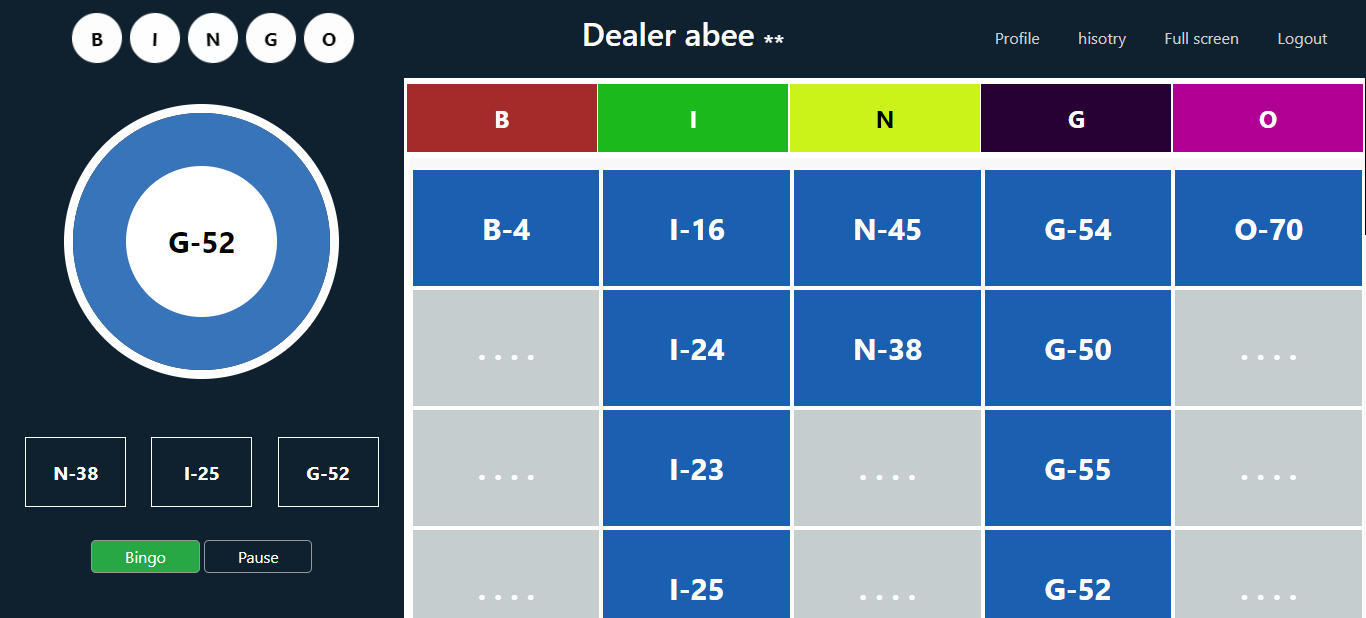 B I N G O
Dealer abee **
Profile hisotry Full screen Logout
B I N G O
G-52
B-4 I-16 N-45 G-54 O-70
. . . . I-24 N-38 G-50 . . . .
. . . . I-23 . . . . G-55 . . . .
. . . . I-25 . . . . G-52 . . . .
N-38 I-25 G-52
Bingo Pause